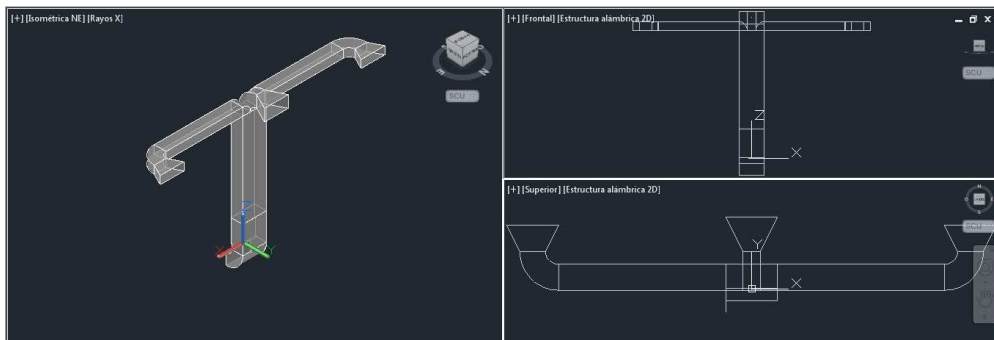 [+] [Isométrica NE] [Rayos X]
SCU
X
Y
Z
[+] [Frontal] [Estructura alámbrica 2D]
SCU
Z
X
[+] [Superior] [Estructura alámbrica 2D]
N
S
SCU
Y
X